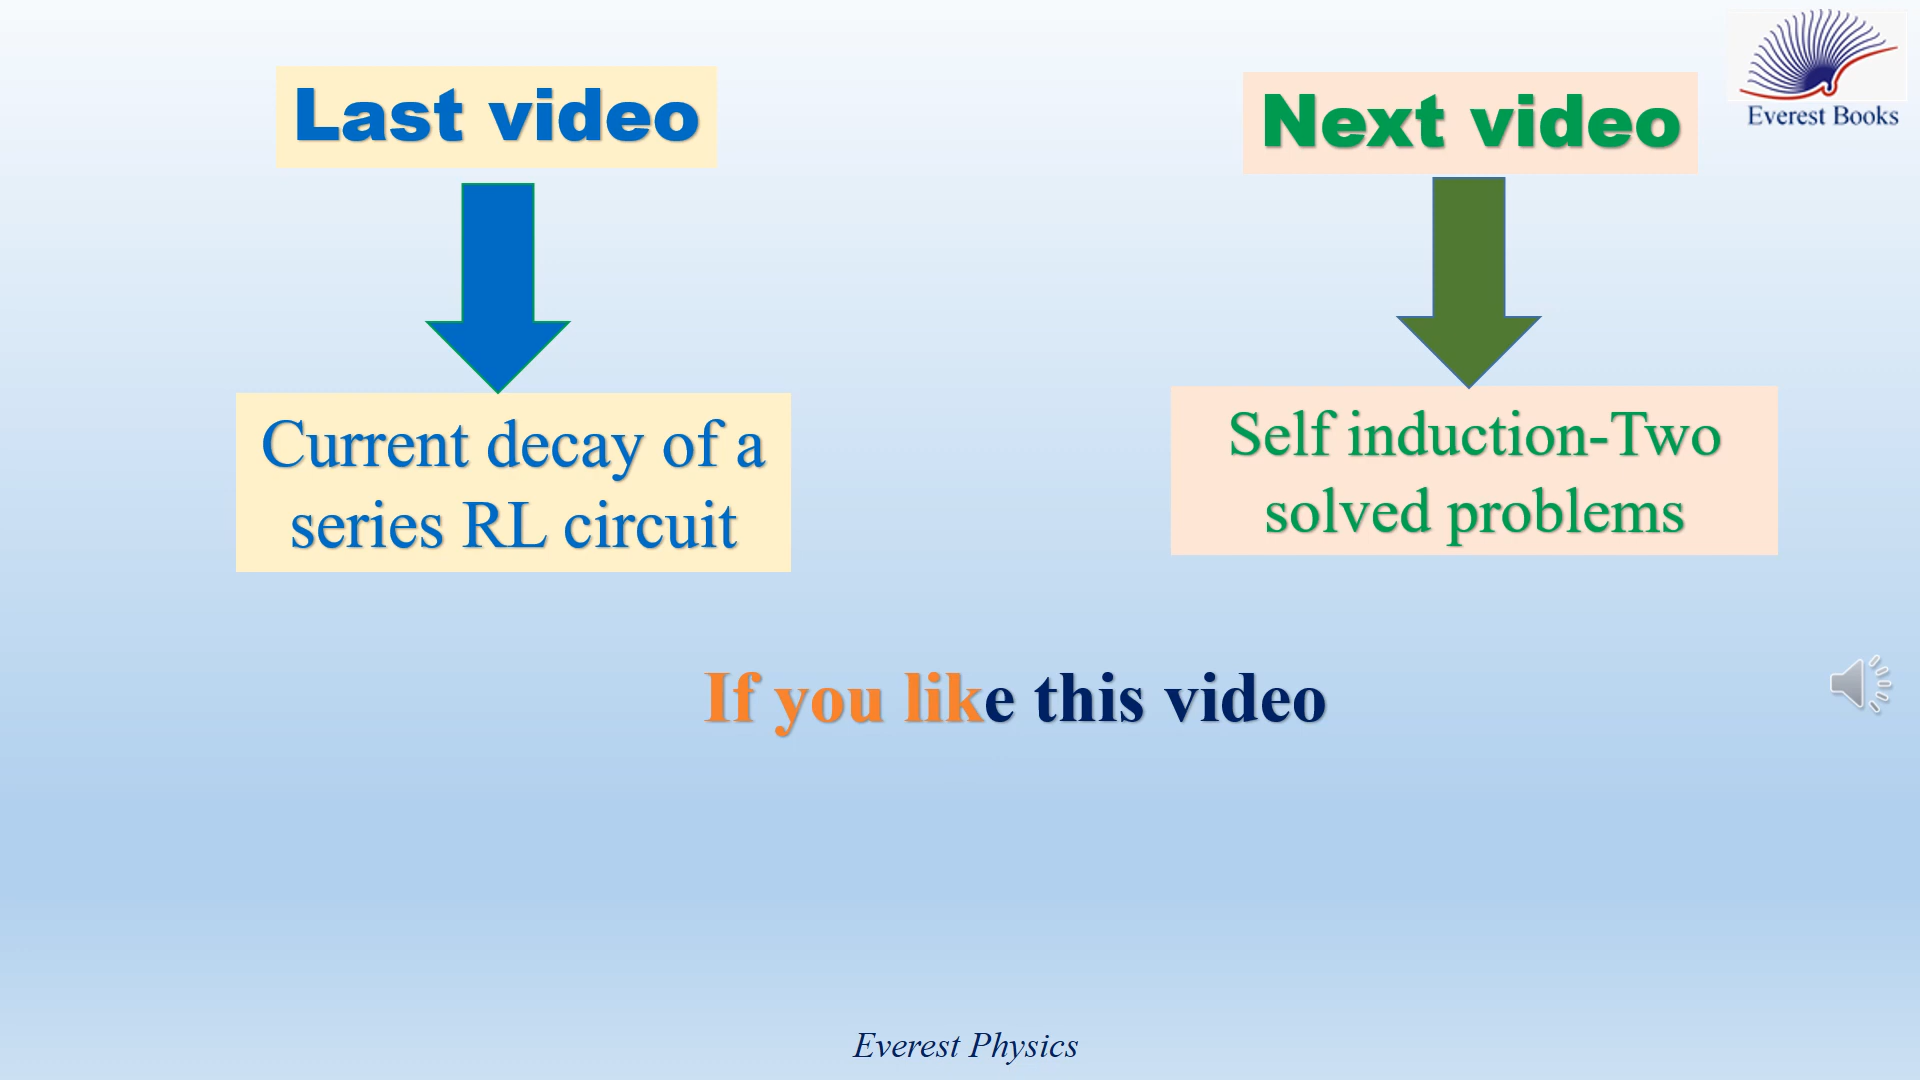 Last video
Next video
Everest Books
Current decay of a
series RL circuit
Self induction-Two
solved problems
If you like this video
Everest Physics